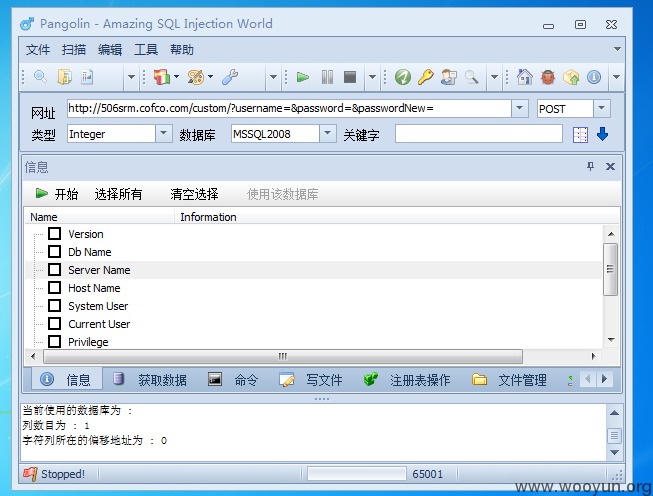 Pangolin - Amazing SQL Injection World
文件 扫描 编辑 工具 帮助
网址 http://506srm.cofco.com/custom/?username=&password=&passwordNew= POST
类型 Integer 数据库 MSSQL2008 关键字
信息
开始 选择所有 清空选择 使用该数据库
Name Information
Version
Db Name
Server Name
Host Name
System User
Current User
Privilege
信息 获取数据 命令 写文件 注册表操作 文件管理
当前使用的数据库为 :
列数目为 : 1
字符列所在的偏移地址为 : 0
Stopped! 65001
www.wooyun.org